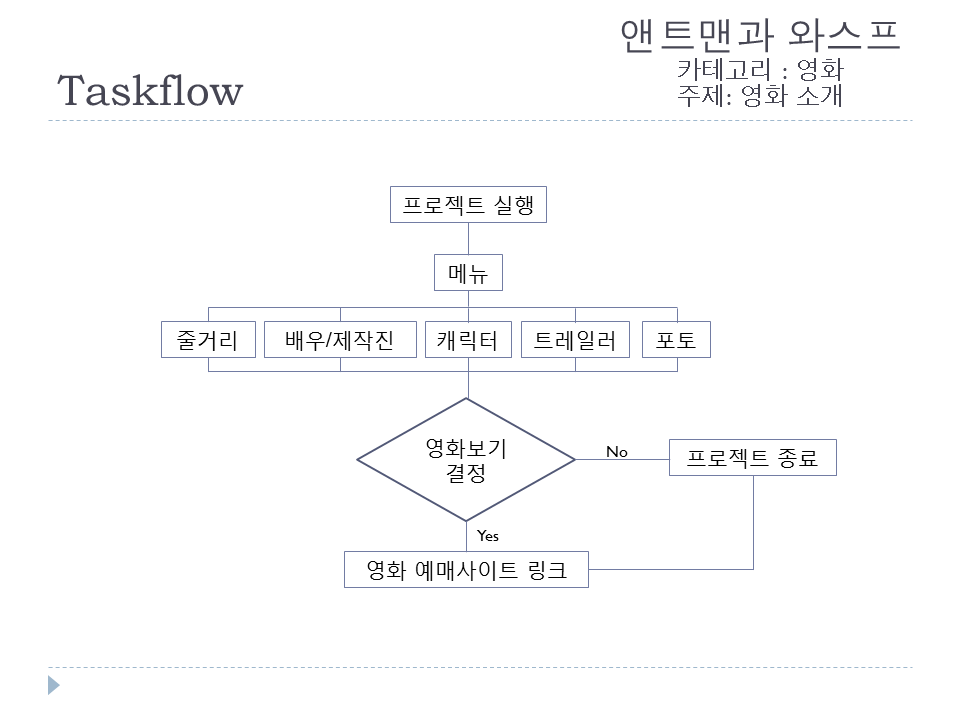 앤트맨과 와스프
카테고리 : 영화
주제: 영화 소개
Taskflow
프로젝트 실행
메뉴
줄거리
배우/제작진
캐릭터
트레일러
포토
영화보기
결정
No
프로젝트 종료
Yes
영화 예매사이트 링크